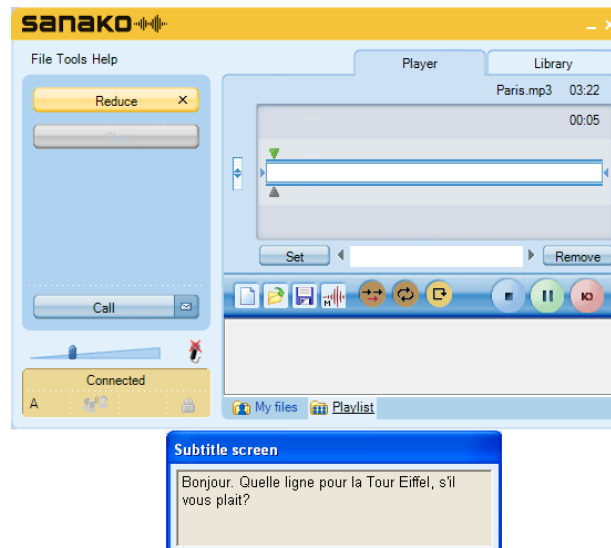 sanako
File Tools Help
Player
Library
Reduce
Paris.mp3 03:22
00:05
Set
Remove
Call
M
Connected
A
My files
Playlist
Subtitle screen
Bonjour. Quelle ligne pour la Tour Eiffel, s'il
vous plait?